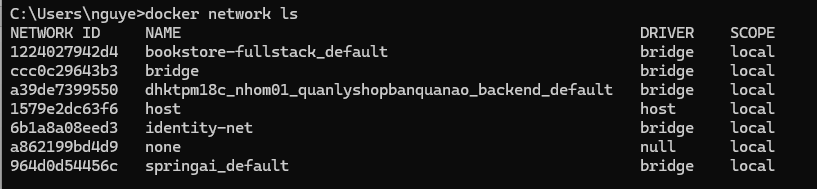 C:\Users\nguye>docker network ls
NETWORK ID     NAME                                              DRIVER    SCOPE
1224027942d4   bookstore-fullstack_default                       bridge    local
ccc0c29643b3   bridge                                            bridge    local
a39de7399550   dhktpm18c_nhom01_quanlyshopbanquanao_backend_default   bridge    local
1579e2dc63f6   host                                              host      local
6b1a8a08eed3   identity-net                                      bridge    local
a862199bd4d9   none                                              null      local
964d0d54456c   springai_default                                  bridge    local